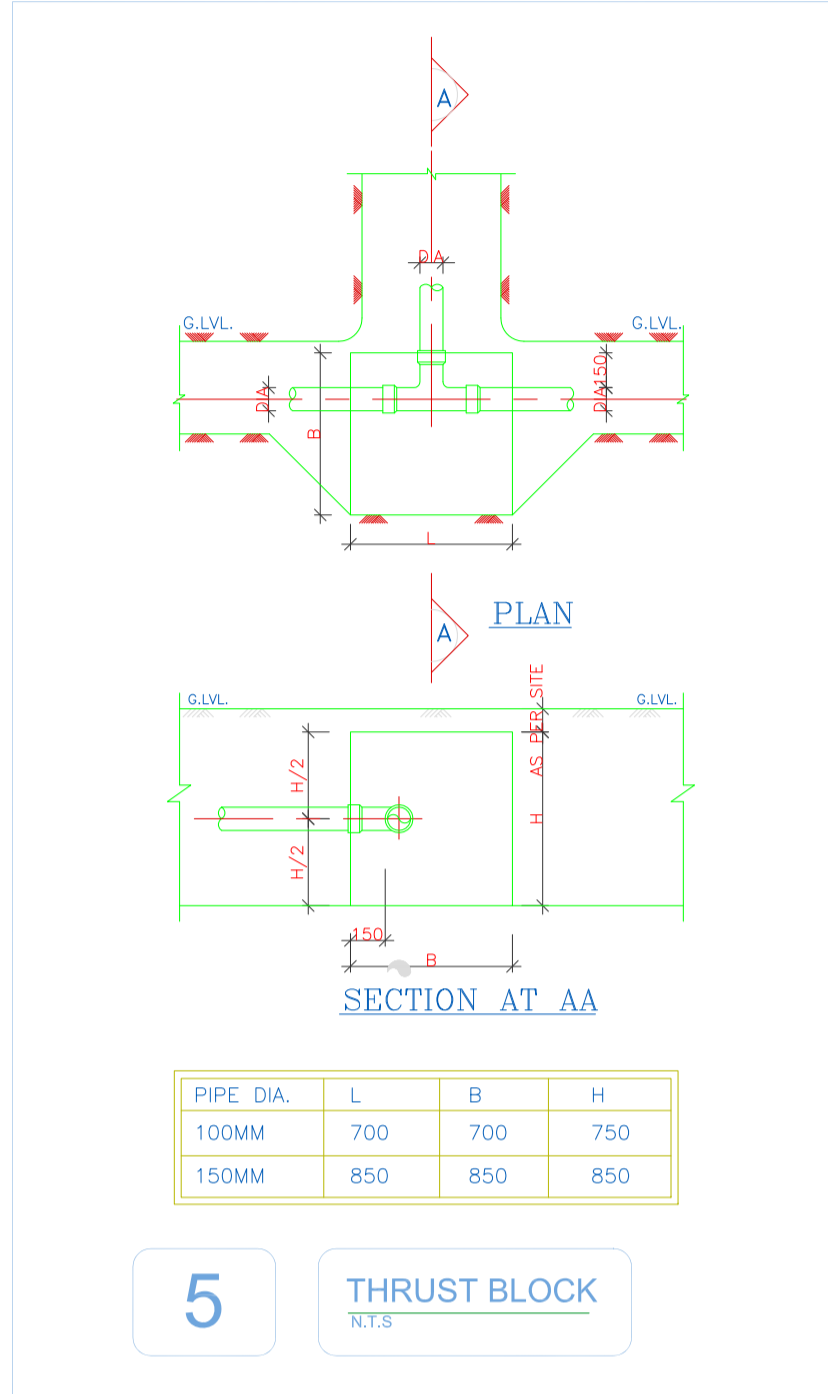 A
DIA
G.LVL.
G.LVL.
DIA
B
150
DIA
L
A
PLAN
G.LVL.
G.LVL.
AS PER SITE
H/2
H/2
H
150
B
SECTION AT AA
PIPE DIA. L B H
100MM 700 700 750
150MM 850 850 850
5
THRUST BLOCK
N.T.S